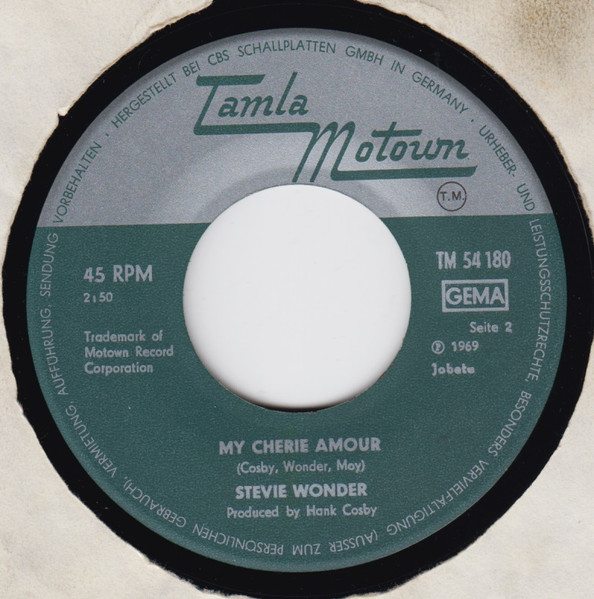 · HERGESTELLT BEI CBS SCHALLPLATTEN GMBH IN GERMANY · URHEBER- UND LEISTUNGSSCHUTZRECHTE, BESONDERS VERVIELFÄLTIGUNG (AUSSER ZUM PERSÖNLICHEN GEBRAUCH), VERMIETUNG, AUFFÜHRUNG, SENDUNG VORBEHALTEN
Tamla
Motown
T.M.
45 RPM
2:50
Trademark of
Motown Record
Corporation
TM 54 180
GEMA
Seite 2
℗ 1969
Jobete
MY CHERIE AMOUR
(Cosby, Wonder, Moy)
STEVIE WONDER
Produced by Hank Cosby